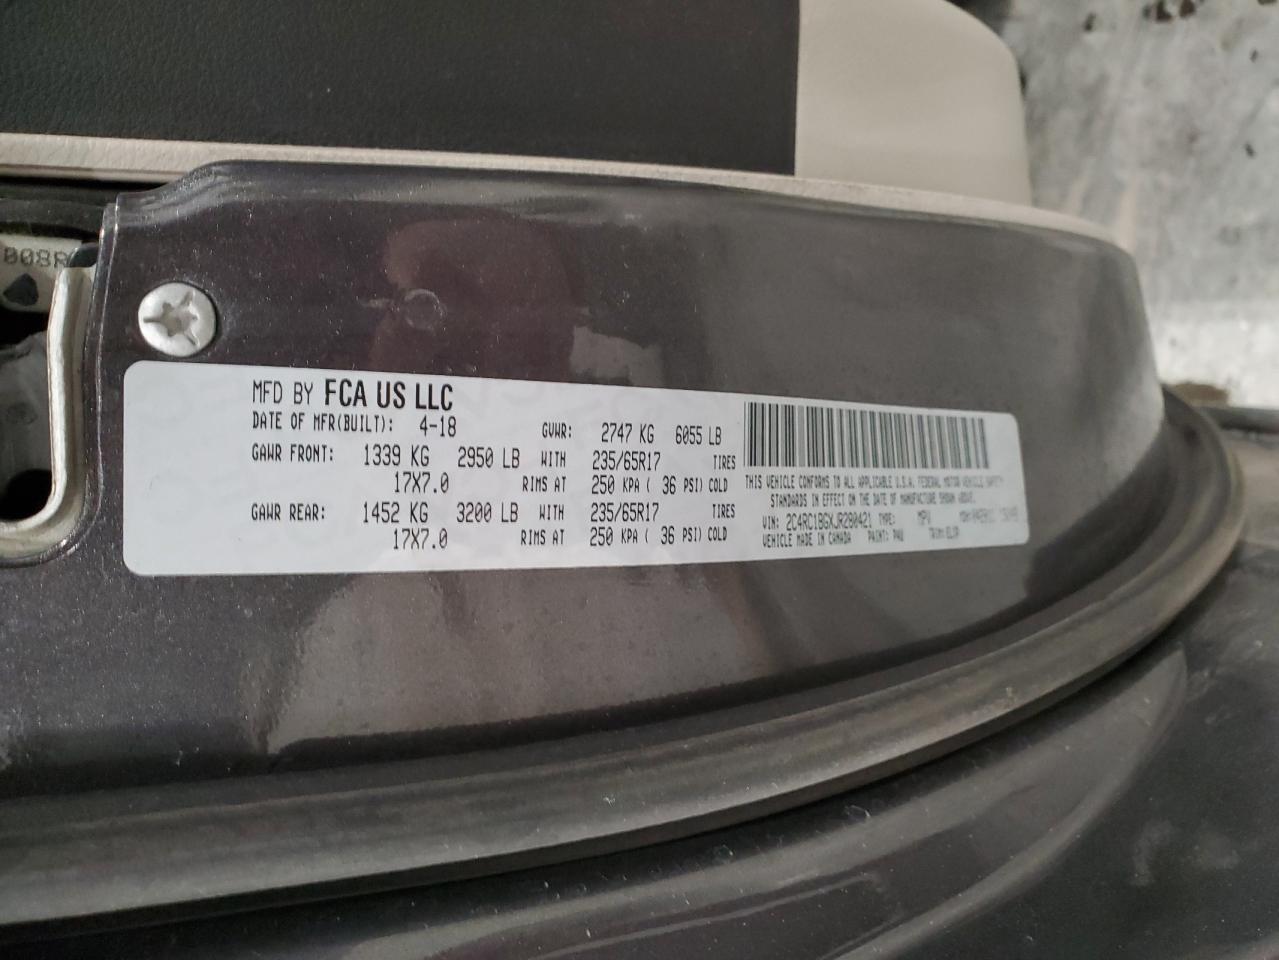 008R
MFD BY FCA US LLC
DATE OF MFR(BUILT): 4-18 GVWR: 2747 KG 6055 LB
GAWR FRONT: 1339 KG 2950 LB WITH 235/65R17 TIRES
17X7.0 RIMS AT 250 KPA ( 36 PSI) COLD
GAWR REAR: 1452 KG 3200 LB WITH 235/65R17 TIRES
17X7.0 RIMS AT 250 KPA ( 36 PSI) COLD
THIS VEHICLE CONFORMS TO ALL APPLICABLE U.S.A. FEDERAL MOTOR VEHICLE SAFETY
STANDARDS IN EFFECT ON THE DATE OF MANUFACTURE SHOWN ABOVE.
VIN: 2C4RC1BGXJR280421 TYPE: MPV MDH:
VEHICLE MADE IN CANADA PAINT: PAU TRIM: